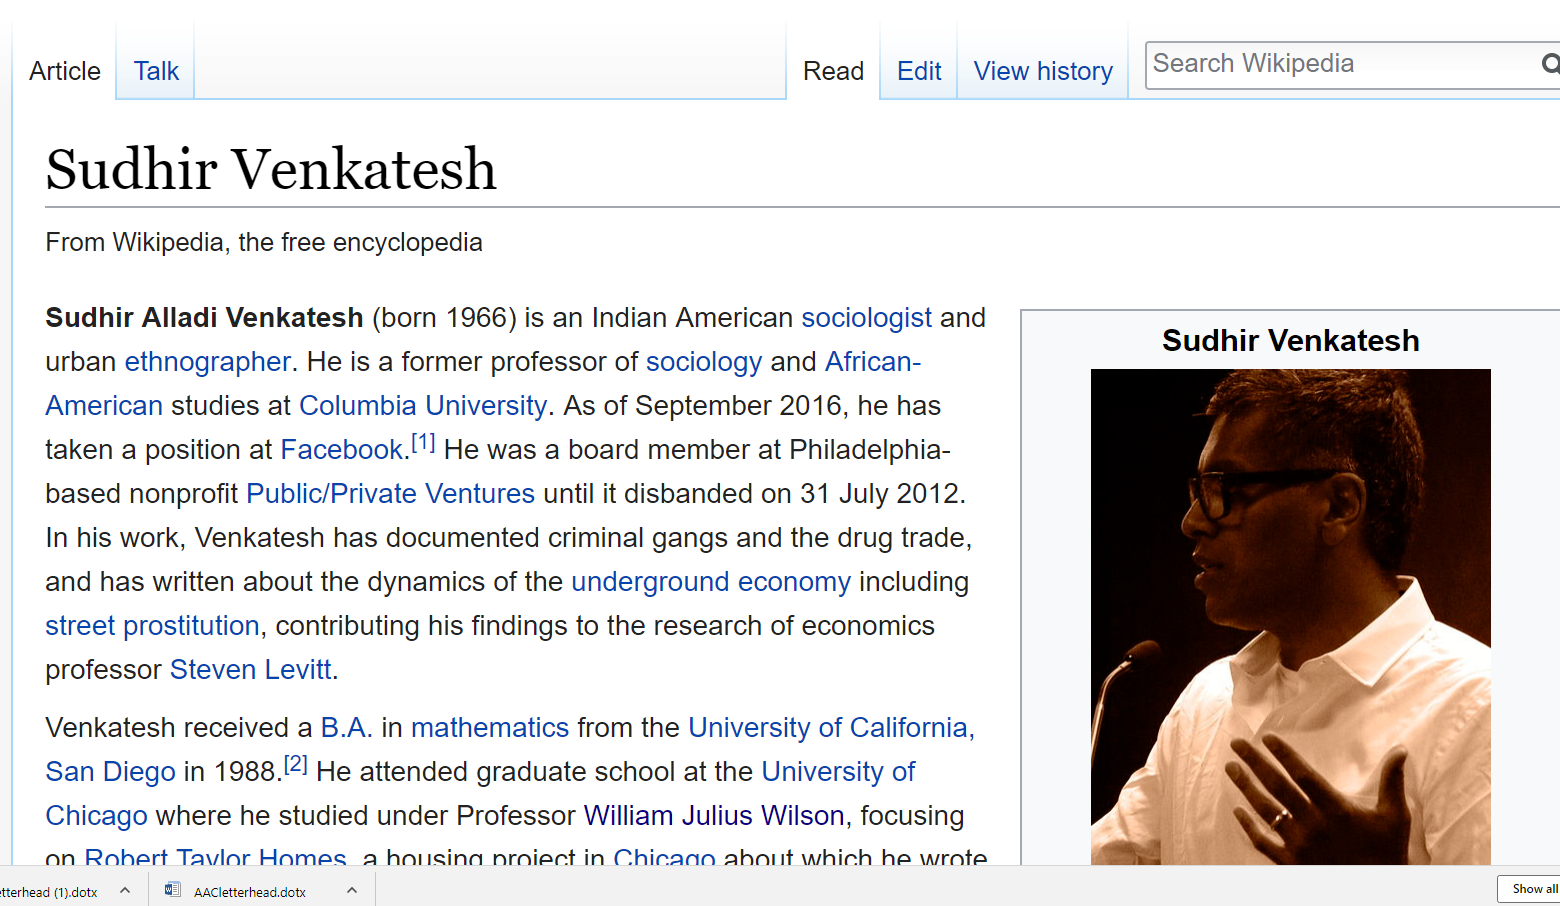 Article Talk Read Edit View history Search Wikipedia
Sudhir Venkatesh
From Wikipedia, the free encyclopedia
Sudhir Alladi Venkatesh (born 1966) is an Indian American sociologist and
urban ethnographer. He is a former professor of sociology and African-
American studies at Columbia University. As of September 2016, he has
taken a position at Facebook.[1] He was a board member at Philadelphia-
based nonprofit Public/Private Ventures until it disbanded on 31 July 2012.
In his work, Venkatesh has documented criminal gangs and the drug trade,
and has written about the dynamics of the underground economy including
street prostitution, contributing his findings to the research of economics
professor Steven Levitt.
Venkatesh received a B.A. in mathematics from the University of California,
San Diego in 1988.[2] He attended graduate school at the University of
Chicago where he studied under Professor William Julius Wilson, focusing
on Robert Taylor Homes, a housing project in Chicago about which he wrote
Sudhir Venkatesh
etterhead (1).dotx
AACletterhead.dotx
Show all